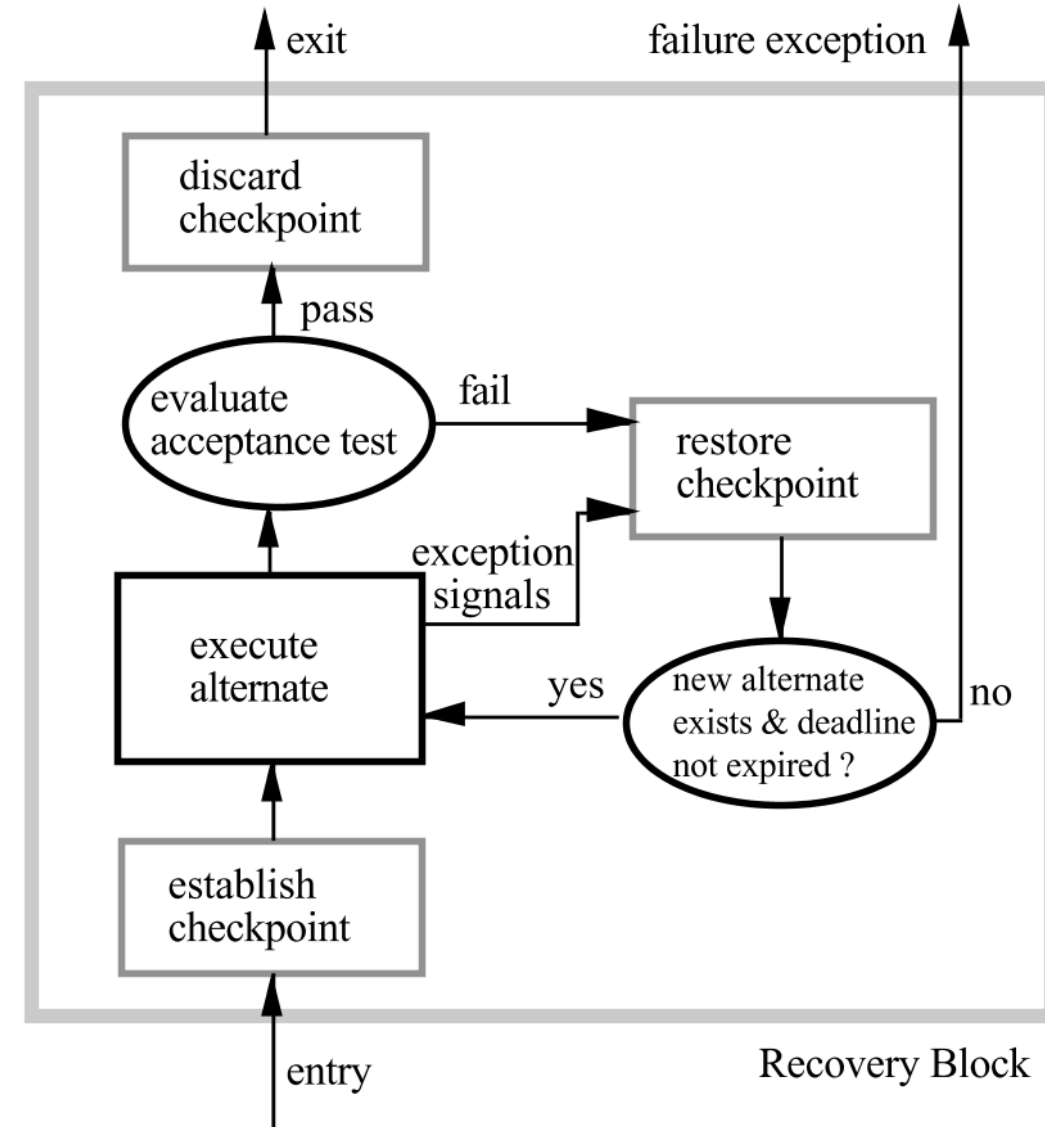 exit
failure exception
discard
checkpoint
pass
evaluate
acceptance test
fail
restore
checkpoint
exception
signals
execute
alternate
yes
new alternate
exists & deadline
not expired ?
no
establish
checkpoint
entry
Recovery Block